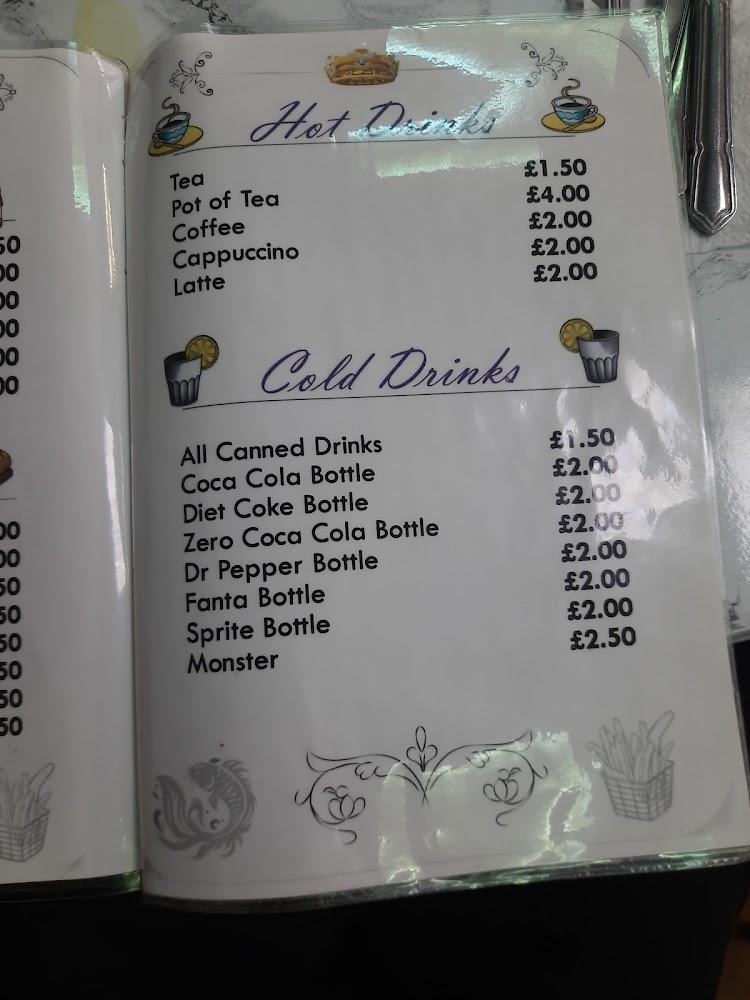 Hot Drinks
Tea £1.50
Pot of Tea £4.00
Coffee £2.00
Cappuccino £2.00
Latte £2.00
Cold Drinks
All Canned Drinks £1.50
Coca Cola Bottle £2.00
Diet Coke Bottle £2.00
Zero Coca Cola Bottle £2.00
Dr Pepper Bottle £2.00
Fanta Bottle £2.00
Sprite Bottle £2.00
Monster £2.50